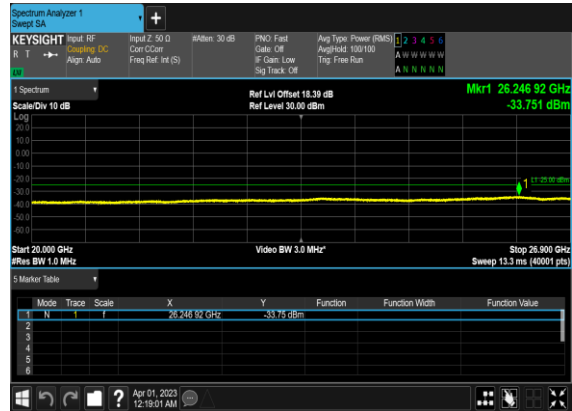 Spectrum Analyzer 1
Swept SA
+
KEYSIGHT Input: RF Input Z: 50 Ω #Atten: 30 dB PNO: Fast Avg Type: Power (RMS) 1 2 3 4 5 6
R T Coupling: DC Corr CCorr Gate: Off Avg|Hold: 100/100 A W W W W W
Align: Auto Freq Ref: Int (S) IF Gain: Low Trig: Free Run
LW Sig Track: Off A N N N N N
1 Spectrum Ref Lvl Offset 18.39 dB Mkr1 26.246 92 GHz
Scale/Div 10 dB Ref Level 30.00 dBm -33.751 dBm
Log
20.0
10.0
0.00
-10.0
-20.0
L1 -25.00 dBm
1
-30.0
-40.0
-50.0
-60.0
Start 20.000 GHz Video BW 3.0 MHz* Stop 26.900 GHz
#Res BW 1.0 MHz Sweep 13.3 ms (40001 pts)
5 Marker Table
Mode Trace Scale X Y Function Function Width Function Value
1 N 1 f 26.246 92 GHz -33.75 dBm
2
3
4
5
6
? Apr 01, 2023
12:19:01 AM